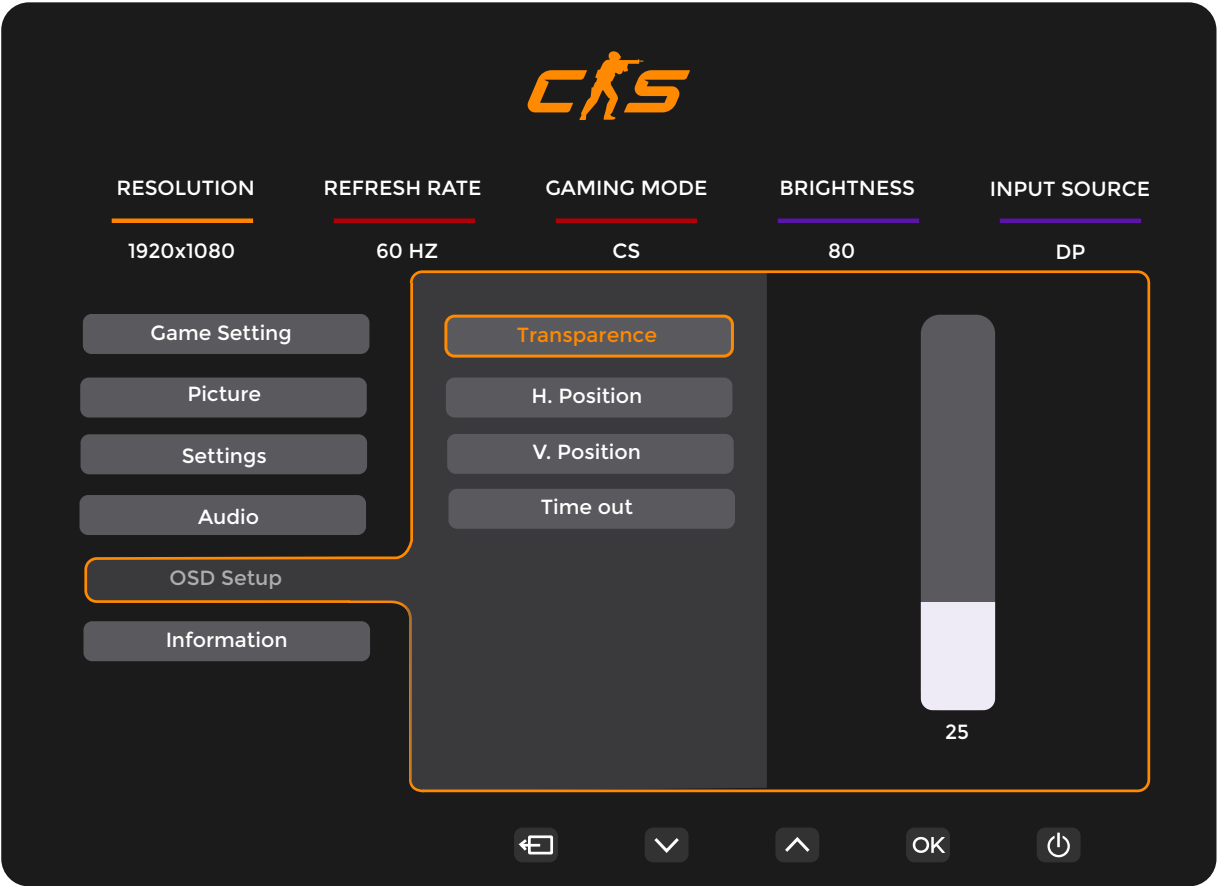 CS
RESOLUTION
REFRESH RATE
GAMING MODE
BRIGHTNESS
INPUT SOURCE
1920x1080
60 HZ
CS
80
DP
Game Setting
Picture
Settings
Audio
OSD Setup
Information
Transparence
H. Position
V. Position
Time out
25
OK